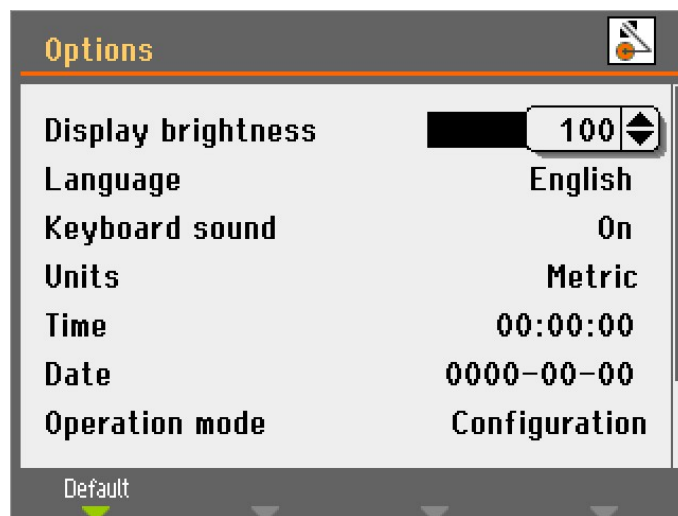 Options
Display brightness 100
Language English
Keyboard sound On
Units Metric
Time 00:00:00
Date 0000-00-00
Operation mode Configuration
Default